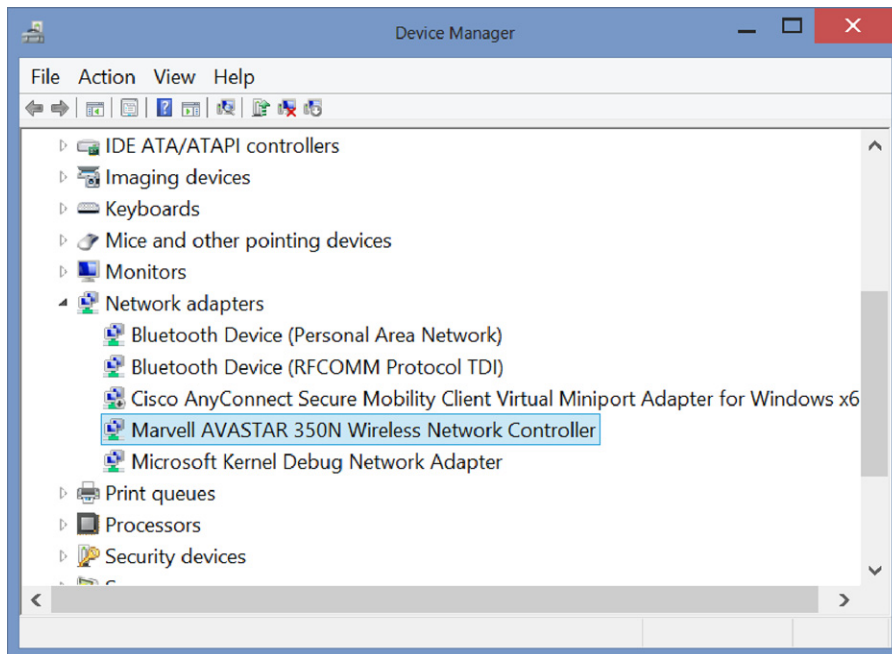 Device Manager
File Action View Help
IDE ATA/ATAPI controllers
Imaging devices
Keyboards
Mice and other pointing devices
Monitors
Network adapters
Bluetooth Device (Personal Area Network)
Bluetooth Device (RFCOMM Protocol TDI)
Cisco AnyConnect Secure Mobility Client Virtual Miniport Adapter for Windows x6
Marvell AVASTAR 350N Wireless Network Controller
Microsoft Kernel Debug Network Adapter
Print queues
Processors
Security devices